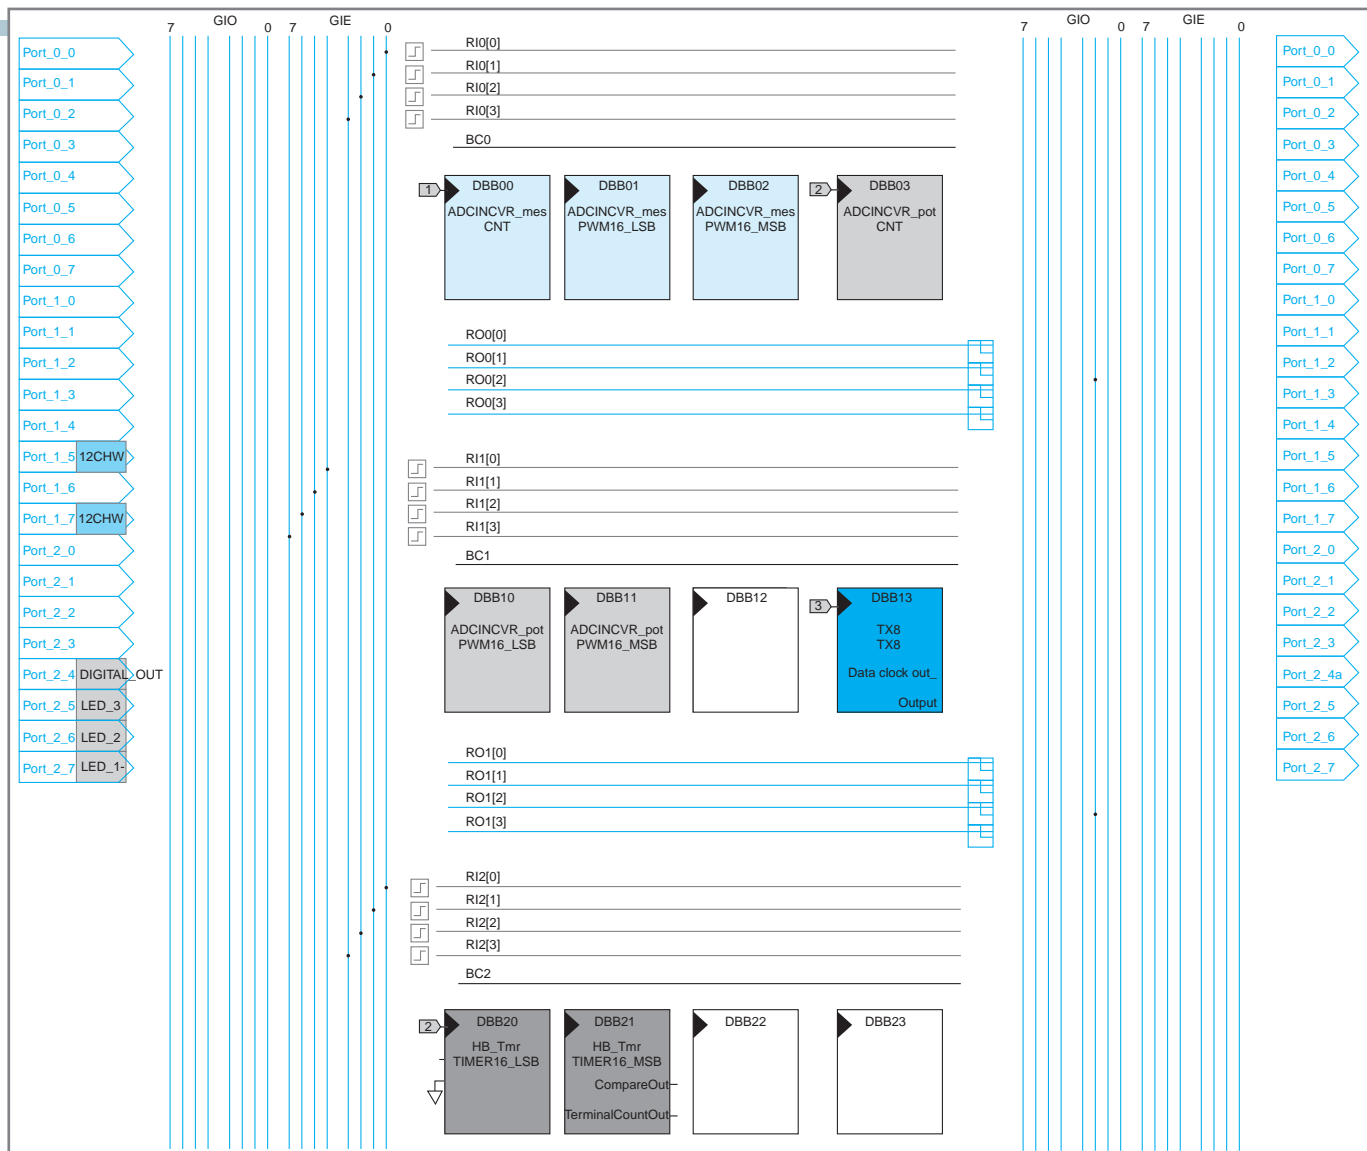 7 GIO 0 7 GIE 0
7 GIO 0 7 GIE 0
Port_0_0
Port_0_1
Port_0_2
Port_0_3
Port_0_4
Port_0_5
Port_0_6
Port_0_7
Port_1_0
Port_1_1
Port_1_2
Port_1_3
Port_1_4
Port_1_5 12CHW
Port_1_6
Port_1_7 12CHW
Port_2_0
Port_2_1
Port_2_2
Port_2_3
Port_2_4 DIGITAL_OUT
Port_2_5 LED_3
Port_2_6 LED_2
Port_2_7 LED_1-
RI0[0]
RI0[1]
RI0[2]
RI0[3]
BC0
1 DBB00
ADCINCVR_mes
CNT
DBB01
ADCINCVR_mes
PWM16_LSB
DBB02
ADCINCVR_mes
PWM16_MSB
2 DBB03
ADCINCVR_pot
CNT
RO0[0]
RO0[1]
RO0[2]
RO0[3]
RI1[0]
RI1[1]
RI1[2]
RI1[3]
BC1
DBB10
ADCINCVR_pot
PWM16_LSB
DBB11
ADCINCVR_pot
PWM16_MSB
DBB12
3 DBB13
TX8
TX8
Data clock out_
Output
RO1[0]
RO1[1]
RO1[2]
RO1[3]
RI2[0]
RI2[1]
RI2[2]
RI2[3]
BC2
2 DBB20
HB_Tmr
TIMER16_LSB
DBB21
HB_Tmr
TIMER16_MSB
CompareOut
TerminalCountOut
DBB22
DBB23
Port_0_0
Port_0_1
Port_0_2
Port_0_3
Port_0_4
Port_0_5
Port_0_6
Port_0_7
Port_1_0
Port_1_1
Port_1_2
Port_1_3
Port_1_4
Port_1_5
Port_1_6
Port_1_7
Port_2_0
Port_2_1
Port_2_2
Port_2_3
Port_2_4a
Port_2_5
Port_2_6
Port_2_7